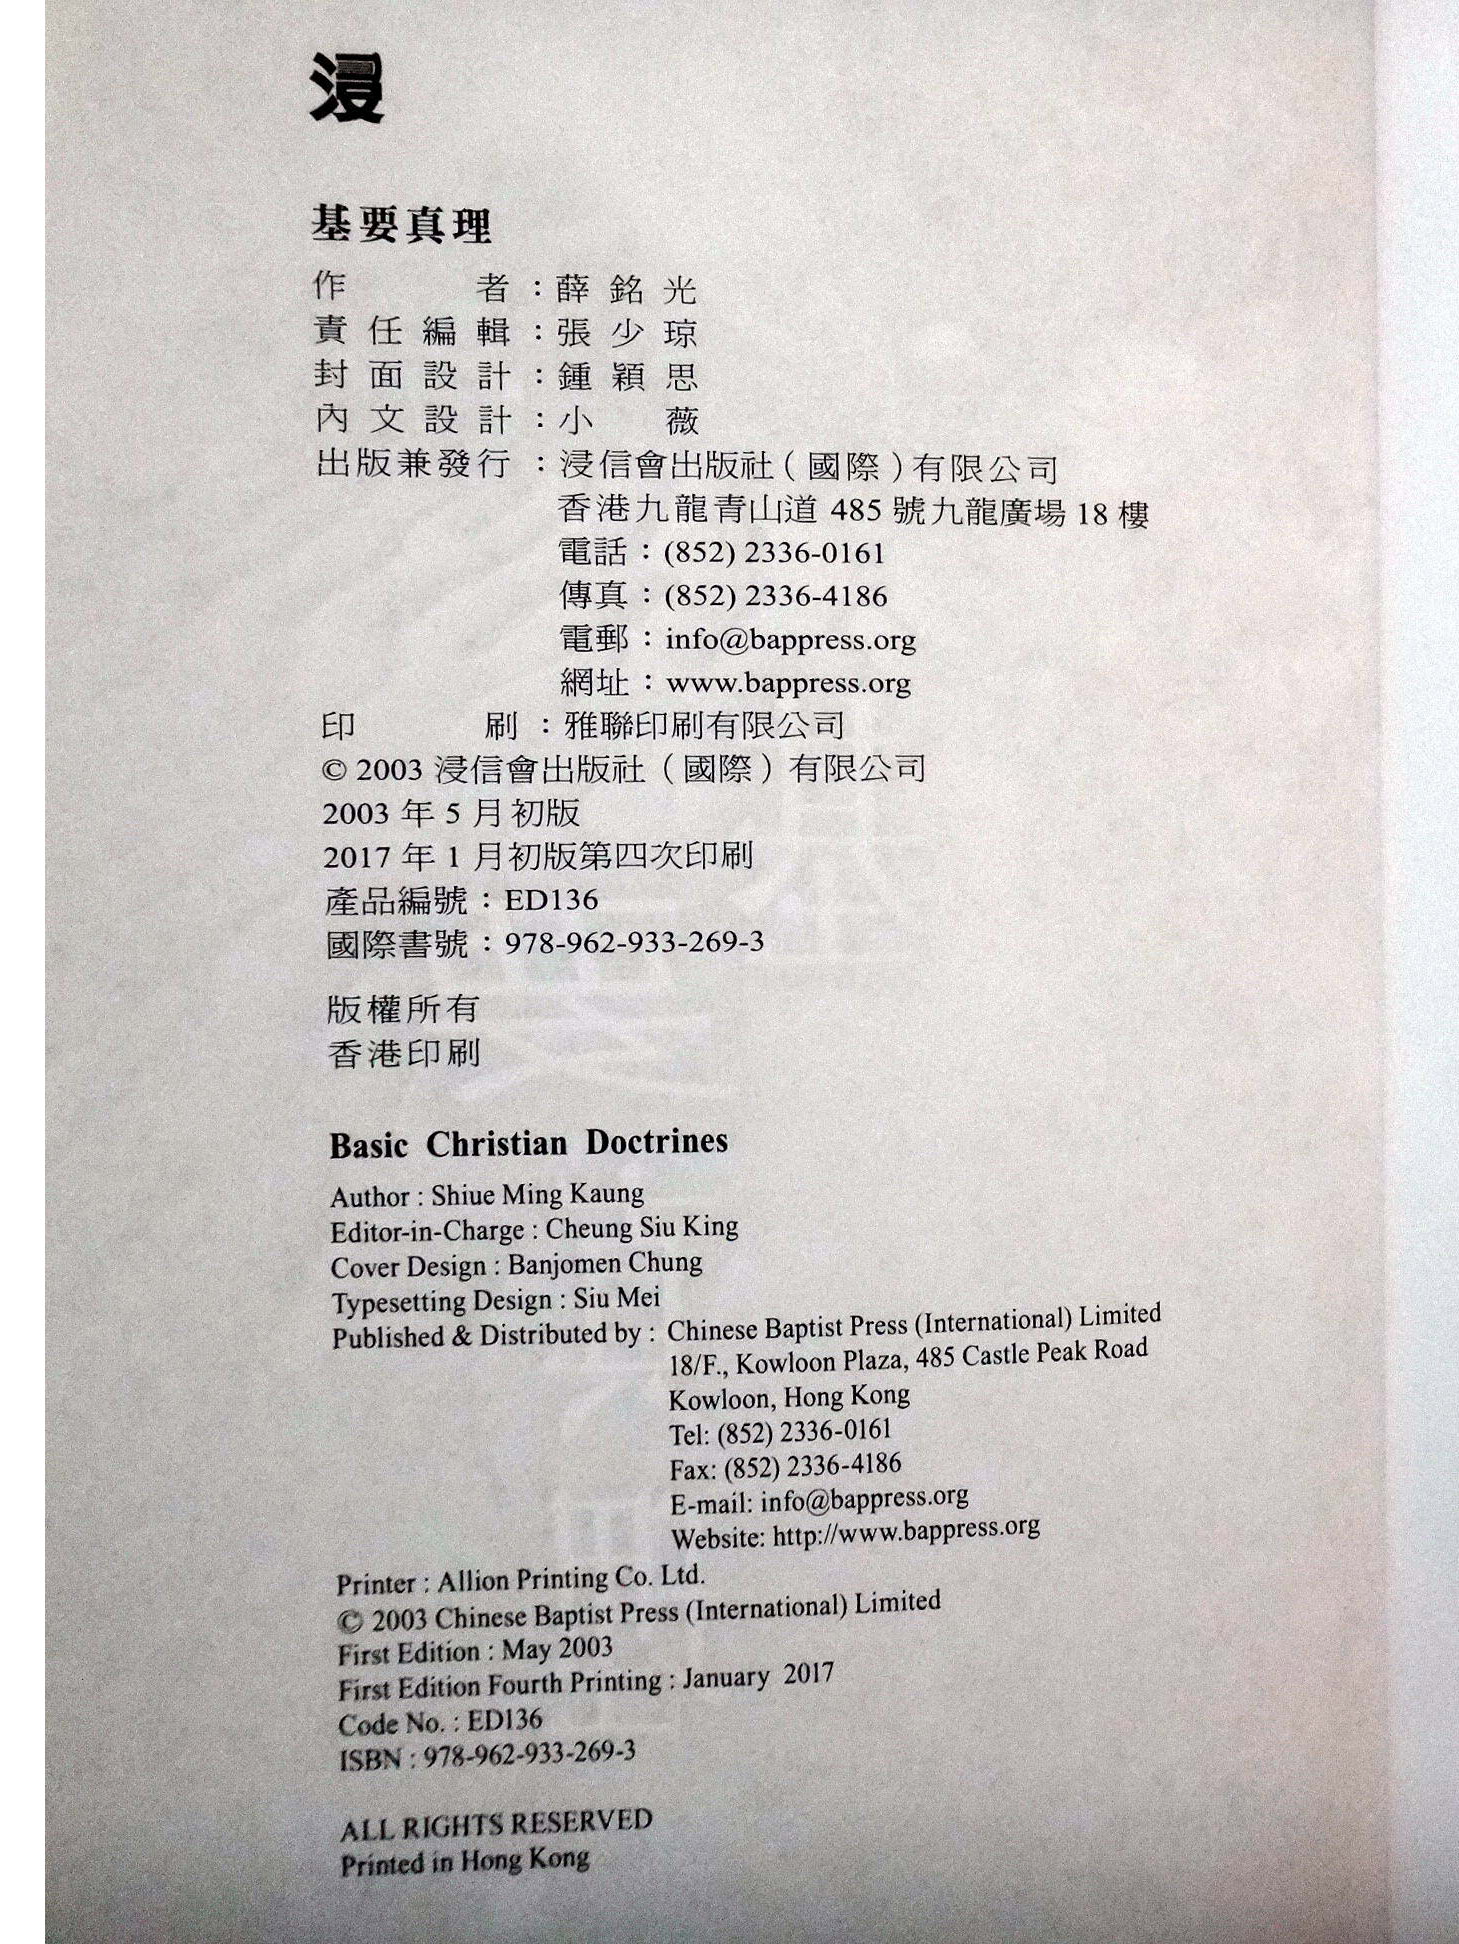 浸
基要真理
作者：薛銘光
責任編輯：張少琼
封面設計：鍾穎思
內文設計：小薇
出版兼發行：浸信會出版社（國際）有限公司
香港九龍青山道 485 號九龍廣場 18 樓
電話：(852) 2336-0161
傳真：(852) 2336-4186
電郵：info@bappress.org
網址：www.bappress.org
印刷：雅聯印刷有限公司
© 2003 浸信會出版社（國際）有限公司
2003 年 5 月初版
2017 年 1 月初版第四次印刷
產品編號：ED136
國際書號：978-962-933-269-3
版權所有
香港印刷
Basic Christian Doctrines
Author : Shiue Ming Kaung
Editor-in-Charge : Cheung Siu King
Cover Design : Banjomen Chung
Typesetting Design : Siu Mei
Published & Distributed by : Chinese Baptist Press (International) Limited
18/F., Kowloon Plaza, 485 Castle Peak Road
Kowloon, Hong Kong
Tel: (852) 2336-0161
Fax: (852) 2336-4186
E-mail: info@bappress.org
Website: http://www.bappress.org
Printer : Allion Printing Co. Ltd.
© 2003 Chinese Baptist Press (International) Limited
First Edition : May 2003
First Edition Fourth Printing : January 2017
Code No. : ED136
ISBN : 978-962-933-269-3
ALL RIGHTS RESERVED
Printed in Hong Kong